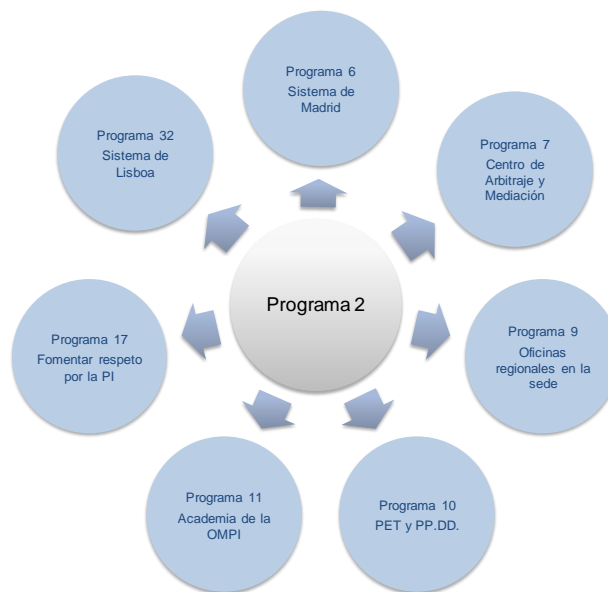 Programa 6
Sistema de
Madrid
Programa 7
Centro de
Arbitraje y
Mediación
Programa 9
Oficinas
regionales en la
sede
Programa 10
PET y PP.DD.
Programa 11
Academia de la
OMPI
Programa 17
Fomentar respeto
por la PI
Programa 32
Sistema de
Lisboa
Programa 2